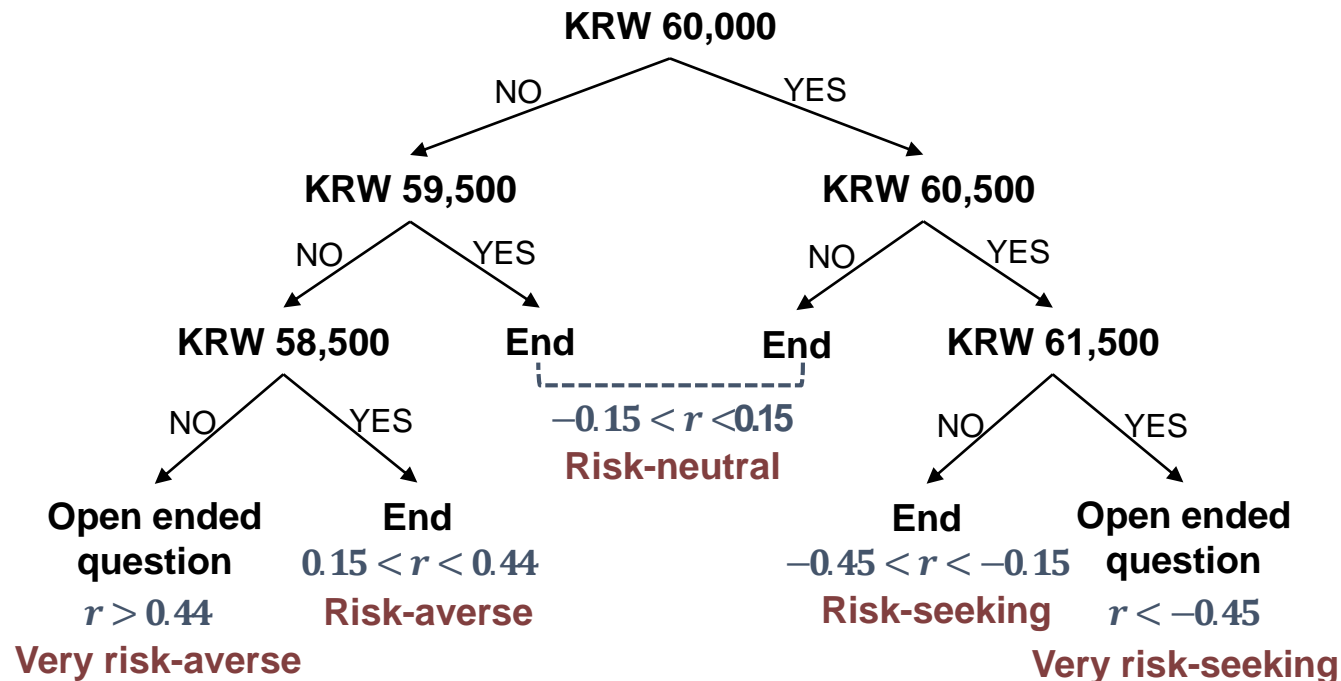 KRW 60,000
NO
YES
KRW 59,500
KRW 60,500
NO
YES
NO
YES
KRW 58,500
End
End
KRW 61,500
NO
YES
−0.15 < r <0.15
Risk-neutral
NO
YES
Open ended
question
r > 0.44
Very risk-averse
End
0.15 < r < 0.44
Risk-averse
End
−0.45 < r < −0.15
Risk-seeking
Open ended
question
r < −0.45
Very risk-seeking